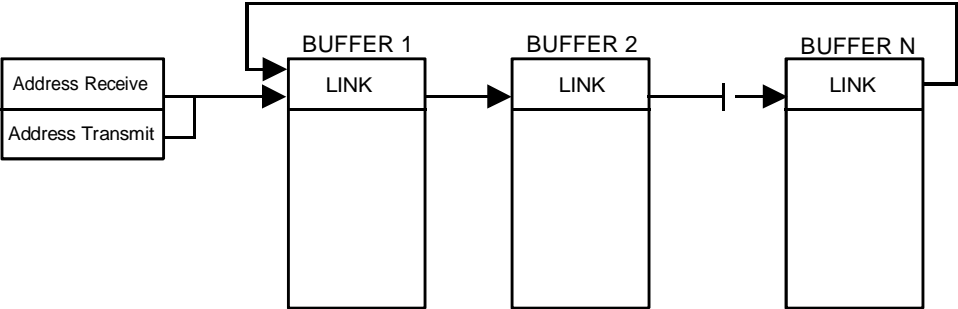 BUFFER 1
BUFFER 2
BUFFER N
Address Receive
LINK
LINK
LINK
Address Transmit